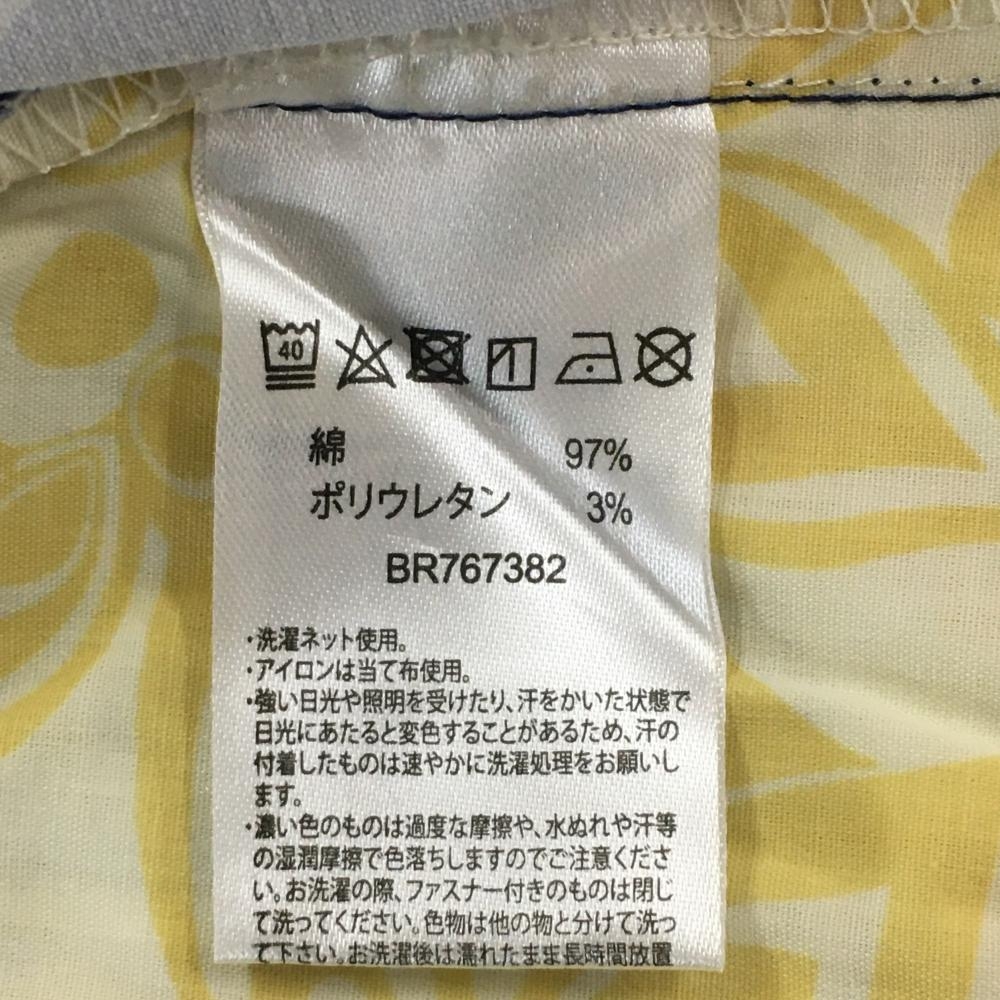 40
綿 97%
ポリウレタン 3%
BR767382
・洗濯ネット使用。
・アイロンは当て布使用。
・強い日光や照明を受けたり、汗をかいた状態で
日光にあたると変色することがあるため、汗の
付着したものは速やかに洗濯処理をお願いし
ます。
・濃い色のものは過度な摩擦や、水ぬれや汗等
の湿潤摩擦で色落ちしますのでご注意くださ
い。お洗濯の際、ファスナー付きのものは閉じ
て洗ってください。色物は他の物と分けて洗っ
て下さい。お洗濯後は濡れたまま長時間放置